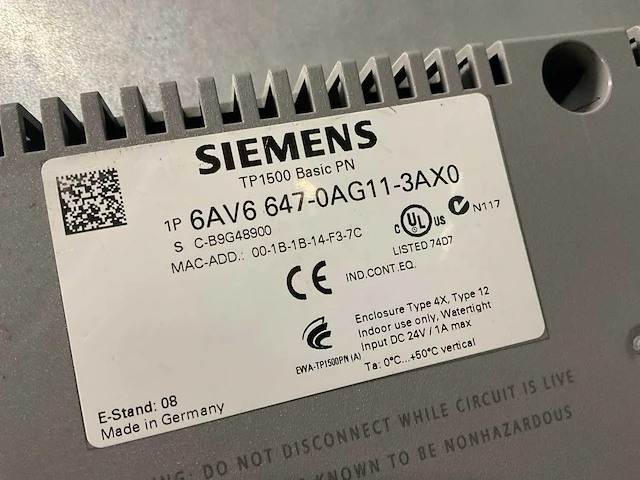 SIEMENS
TP1500 Basic PN
1P 6AV6 647-0AG11-3AX0
S C-B9G48900
MAC-ADD.: 00-1B-1B-14-F3-7C
C UL US
N117
LISTED 74D7
CE IND.CONT.EQ.
EWA-TP1500PN (A)
Enclosure Type 4X, Type 12
Indoor use only, Watertight
Input DC 24V / 1A max
Ta: 0°C...+50°C vertical
E-Stand: 08
Made in Germany
DO NOT DISCONNECT WHILE CIRCUIT IS LIVE
KNOWN TO BE NONHAZARDOUS